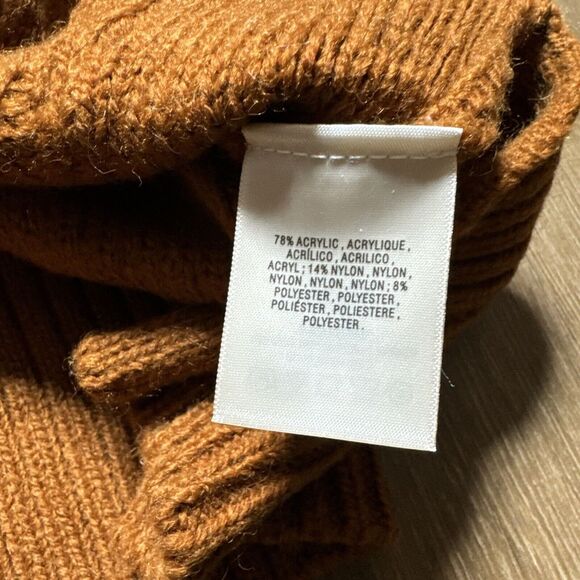 78% ACRYLIC , ACRYLIQUE ,
ACRÍLICO , ACRILICO ,
ACRYL ; 14% NYLON , NYLON ,
NYLON , NYLON , NYLON ; 8%
POLYESTER , POLYESTER ,
POLIÉSTER , POLIESTERE ,
POLYESTER .